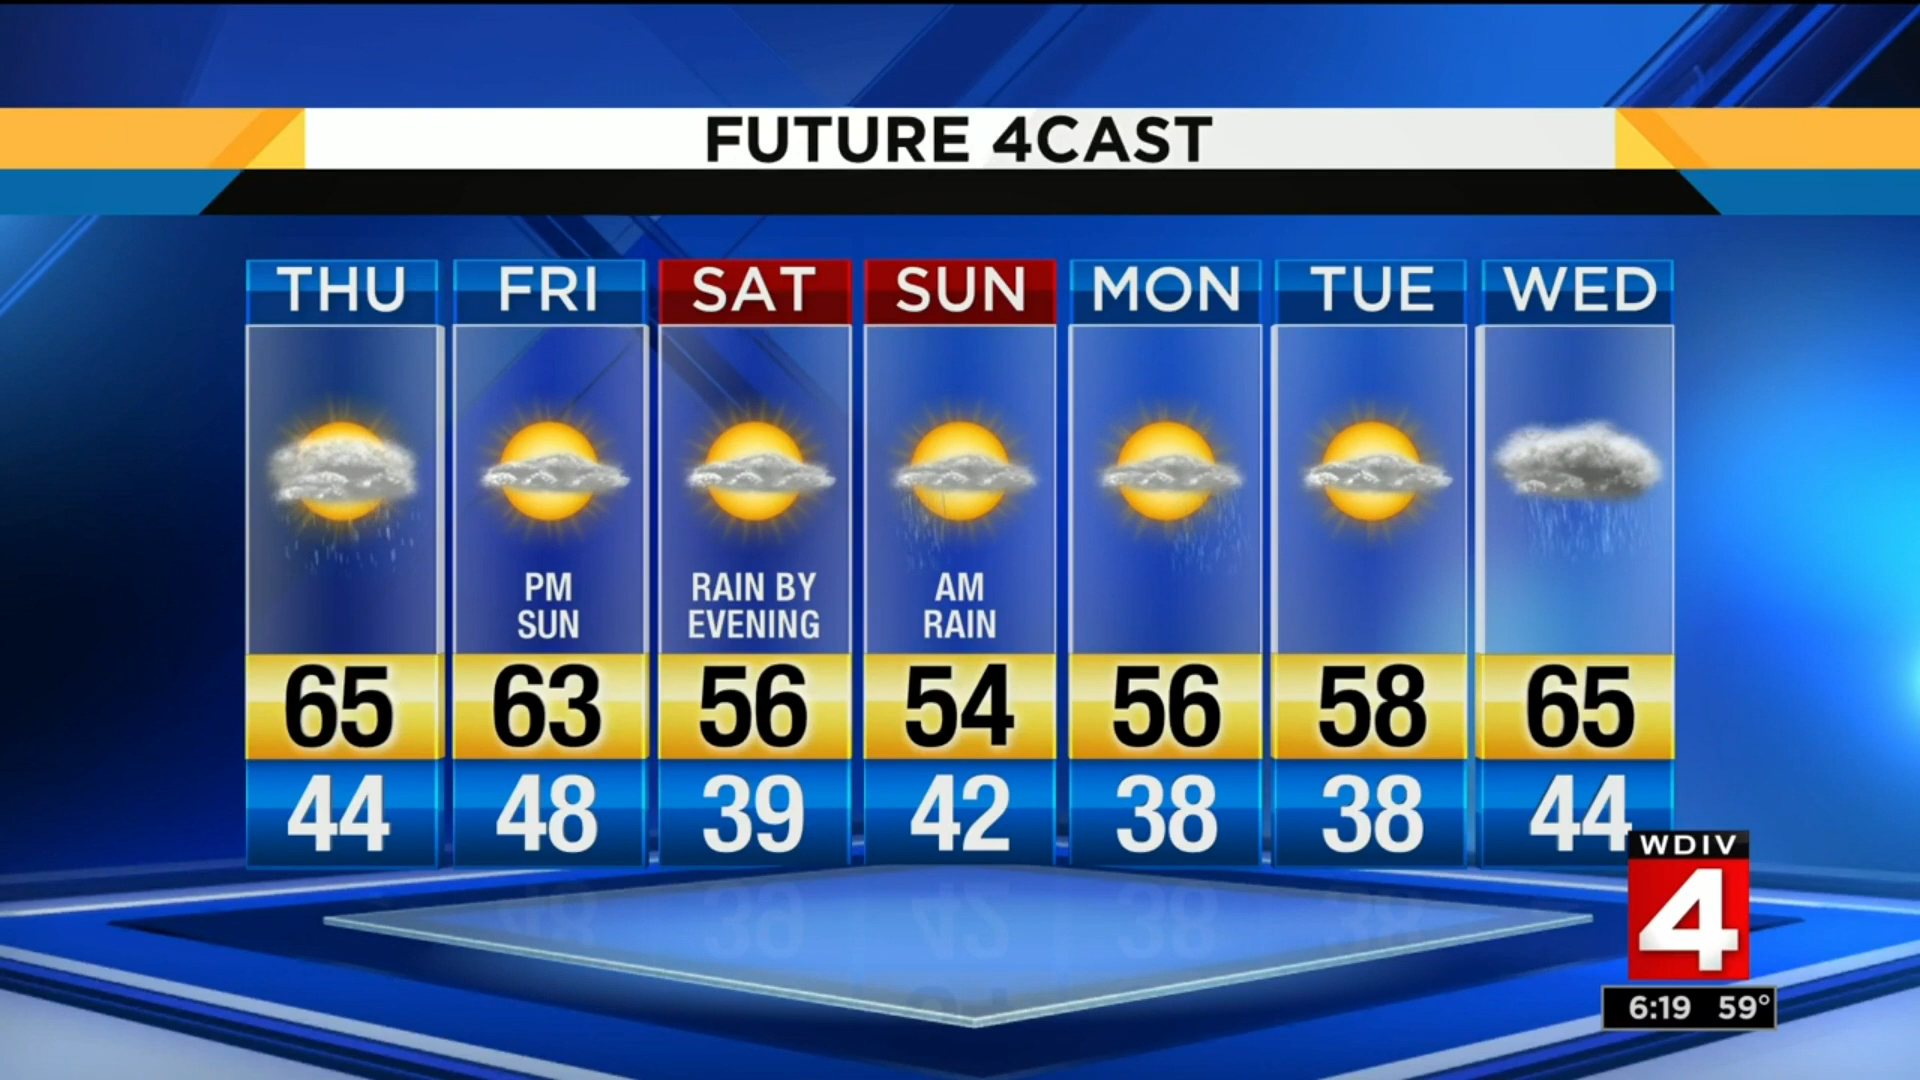 FUTURE 4CAST
THU FRI SAT SUN MON TUE WED
PM SUN
RAIN BY EVENING
AM RAIN
65 63 56 54 56 58 65
44 48 39 42 38 38 44
WDIV
4
6:19 59°